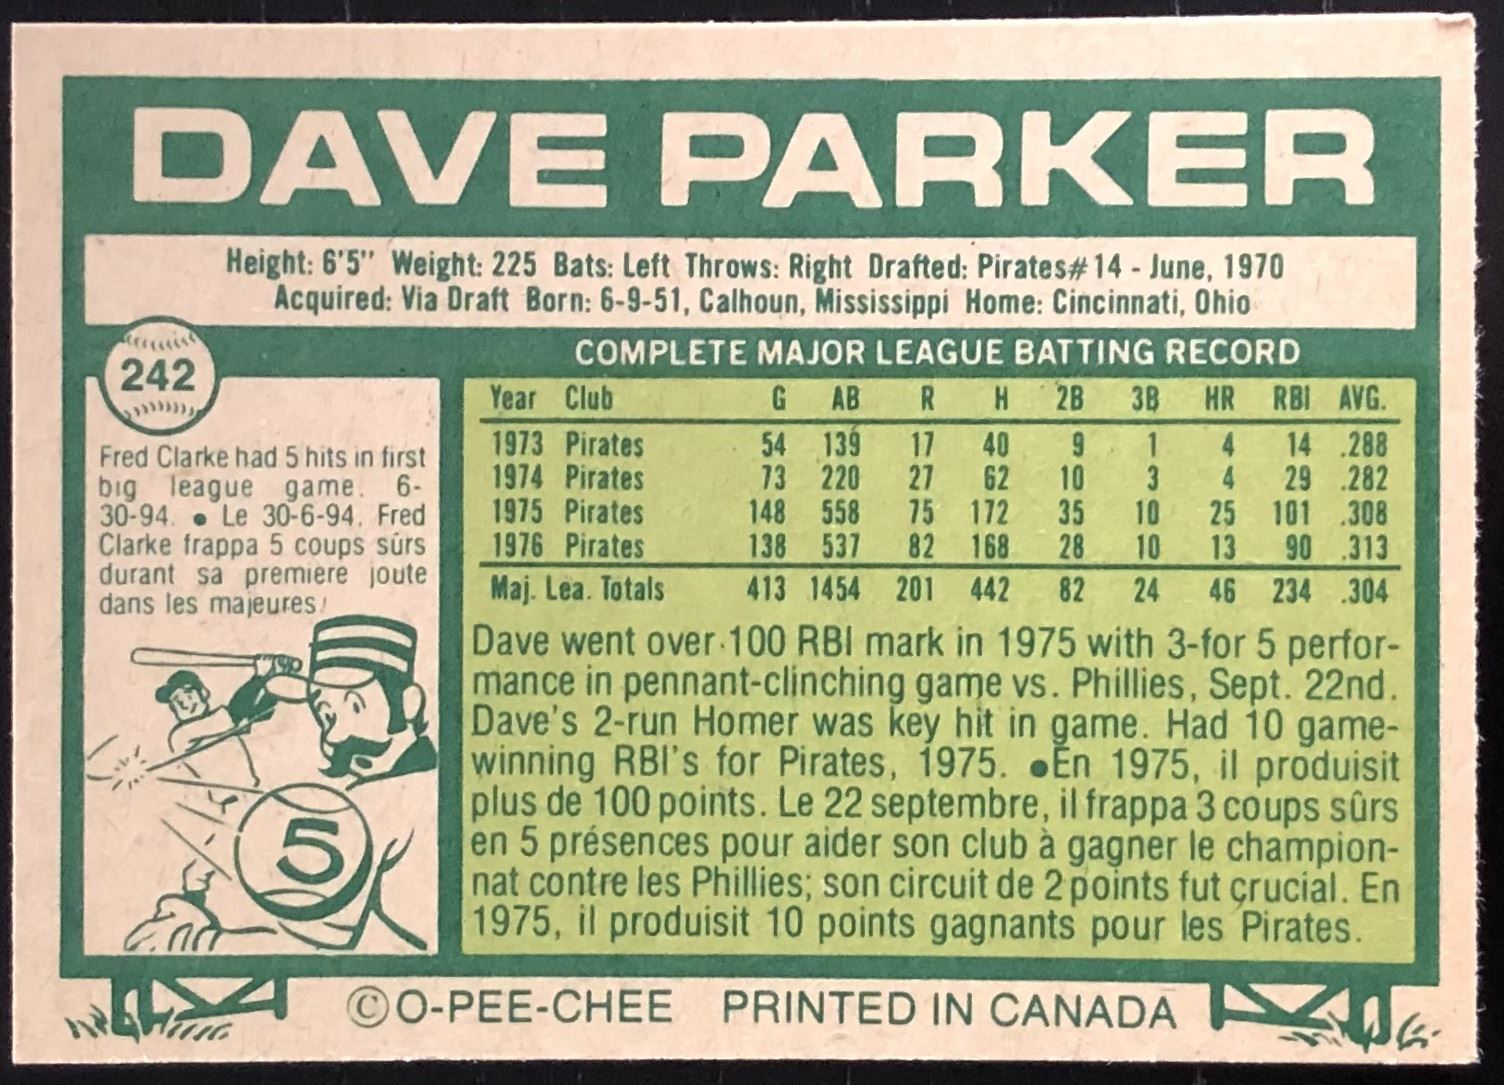 DAVE PARKER
Height: 6'5" Weight: 225 Bats: Left Throws: Right Drafted: Pirates#14 - June, 1970
Acquired: Via Draft Born: 6-9-51, Calhoun, Mississippi Home: Cincinnati, Ohio
242
Fred Clarke had 5 hits in first
big league game. 6-
30-94. ● Le 30-6-94. Fred
Clarke frappa 5 coups sûrs
durant sa premiere joute
dans les majeures.
5
COMPLETE MAJOR LEAGUE BATTING RECORD
Year Club G AB R H 2B 3B HR RBI AVG.
1973 Pirates 54 139 17 40 9 1 4 14 .288
1974 Pirates 73 220 27 62 10 3 4 29 .282
1975 Pirates 148 558 75 172 35 10 25 101 .308
1976 Pirates 138 537 82 168 28 10 13 90 .313
Maj. Lea. Totals 413 1454 201 442 82 24 46 234 .304
Dave went over 100 RBI mark in 1975 with 3-for 5 perfor-
mance in pennant-clinching game vs. Phillies, Sept. 22nd.
Dave's 2-run Homer was key hit in game. Had 10 game-
winning RBI's for Pirates, 1975. ●En 1975, il produisit
plus de 100 points. Le 22 septembre, il frappa 3 coups sûrs
en 5 présences pour aider son club à gagner le champion-
nat contre les Phillies; son circuit de 2 points fut crucial. En
1975, il produisit 10 points gagnants pour les Pirates.
©O-PEE-CHEE PRINTED IN CANADA